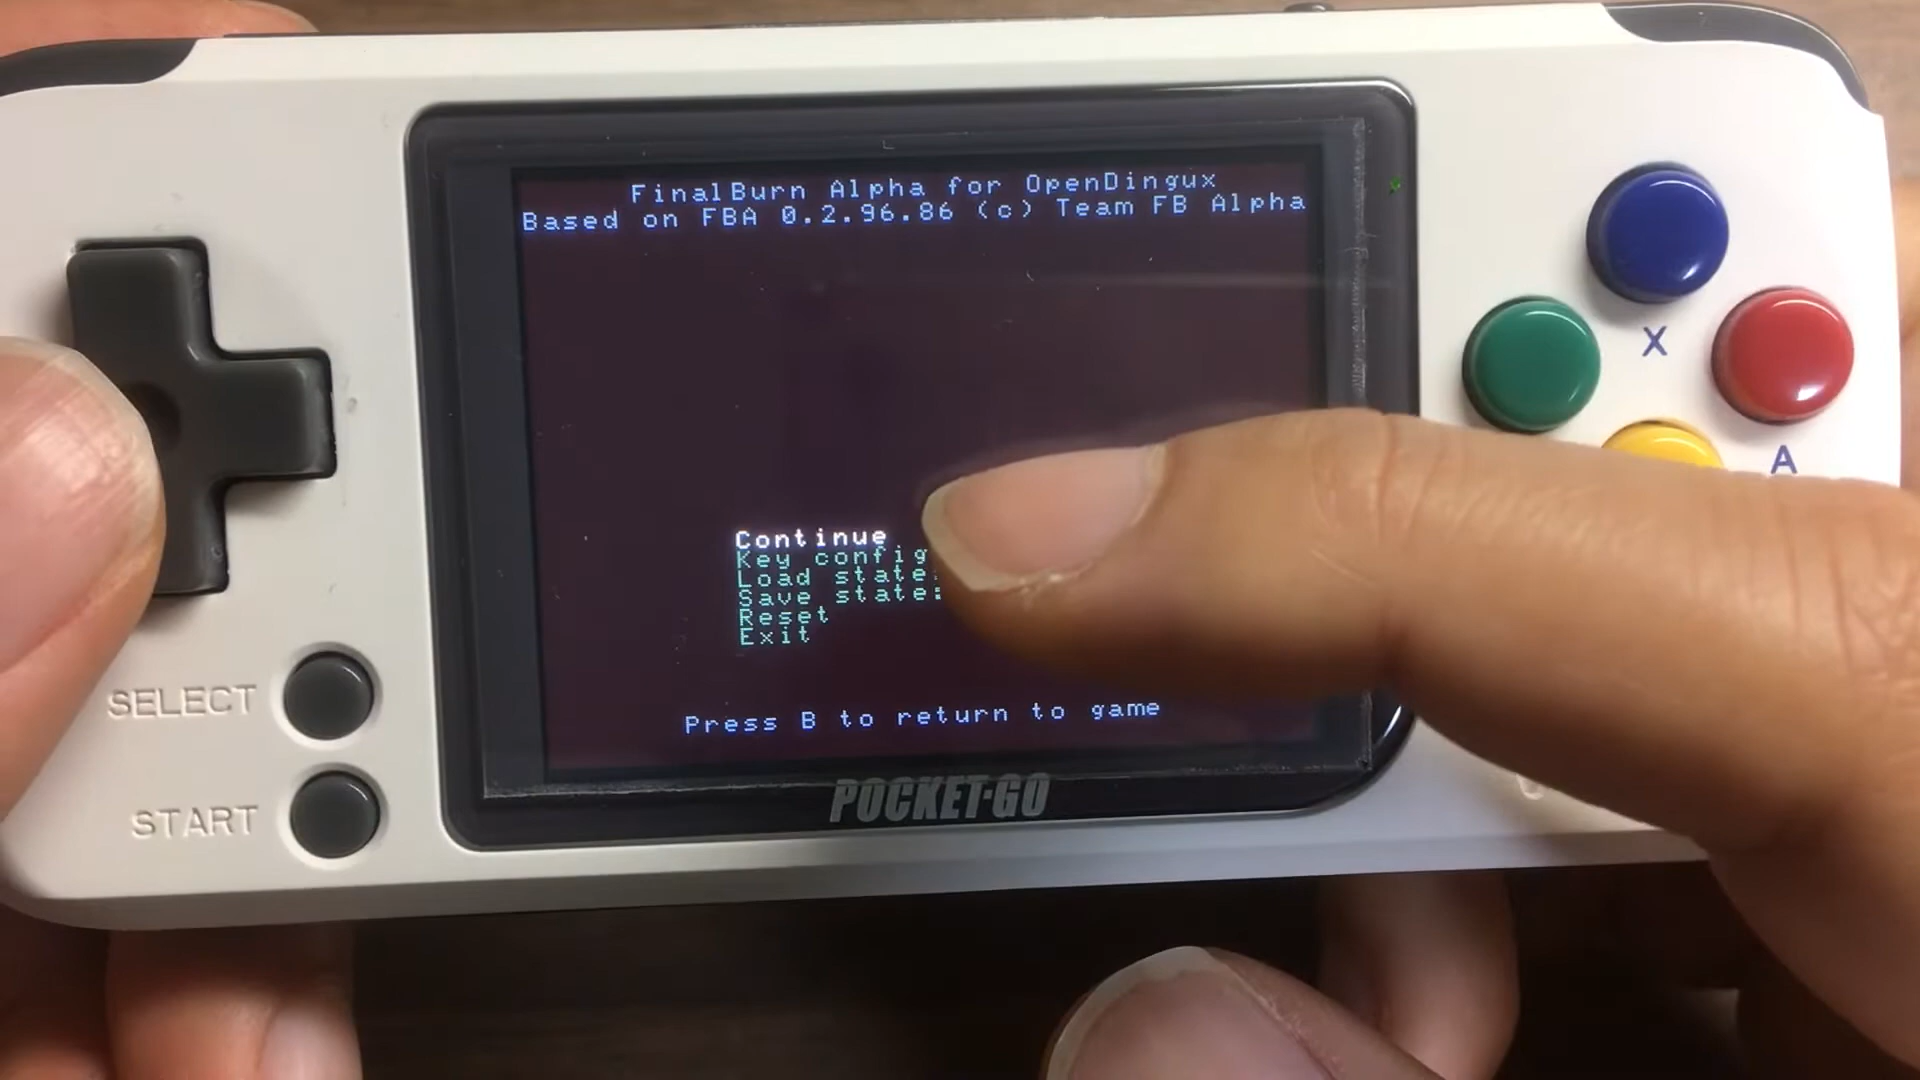 FinalBurn Alpha for OpenDingux
Based on FBA 0.2.96.86 (c) Team FB Alpha
Continue
Key config
Load state:
Save state:
Reset
Exit
Press B to return to game
POCKET·GO
SELECT
START
X
A